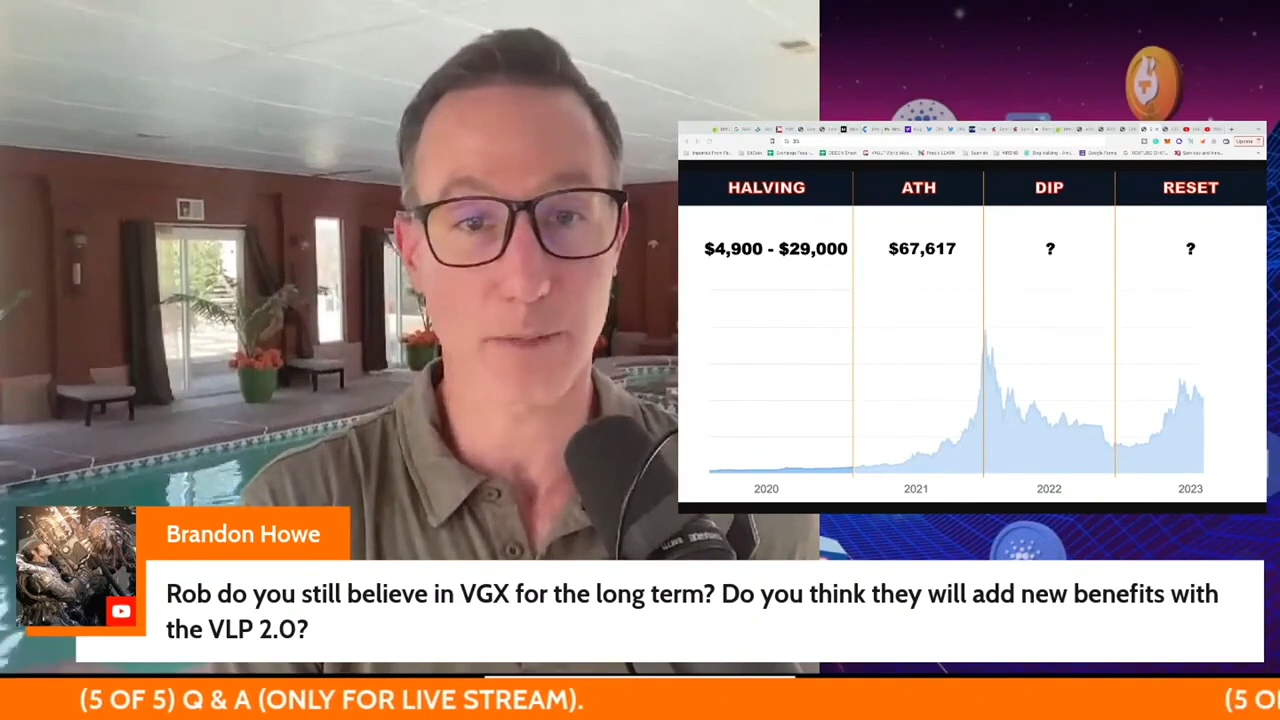 Update
HALVING ATH DIP RESET
$4,900 - $29,000 $67,617 ? ?
2020 2021 2022 2023
Brandon Howe
Rob do you still believe in VGX for the long term? Do you think they will add new benefits with
the VLP 2.0?
(5 OF 5) Q & A (ONLY FOR LIVE STREAM). (5 O